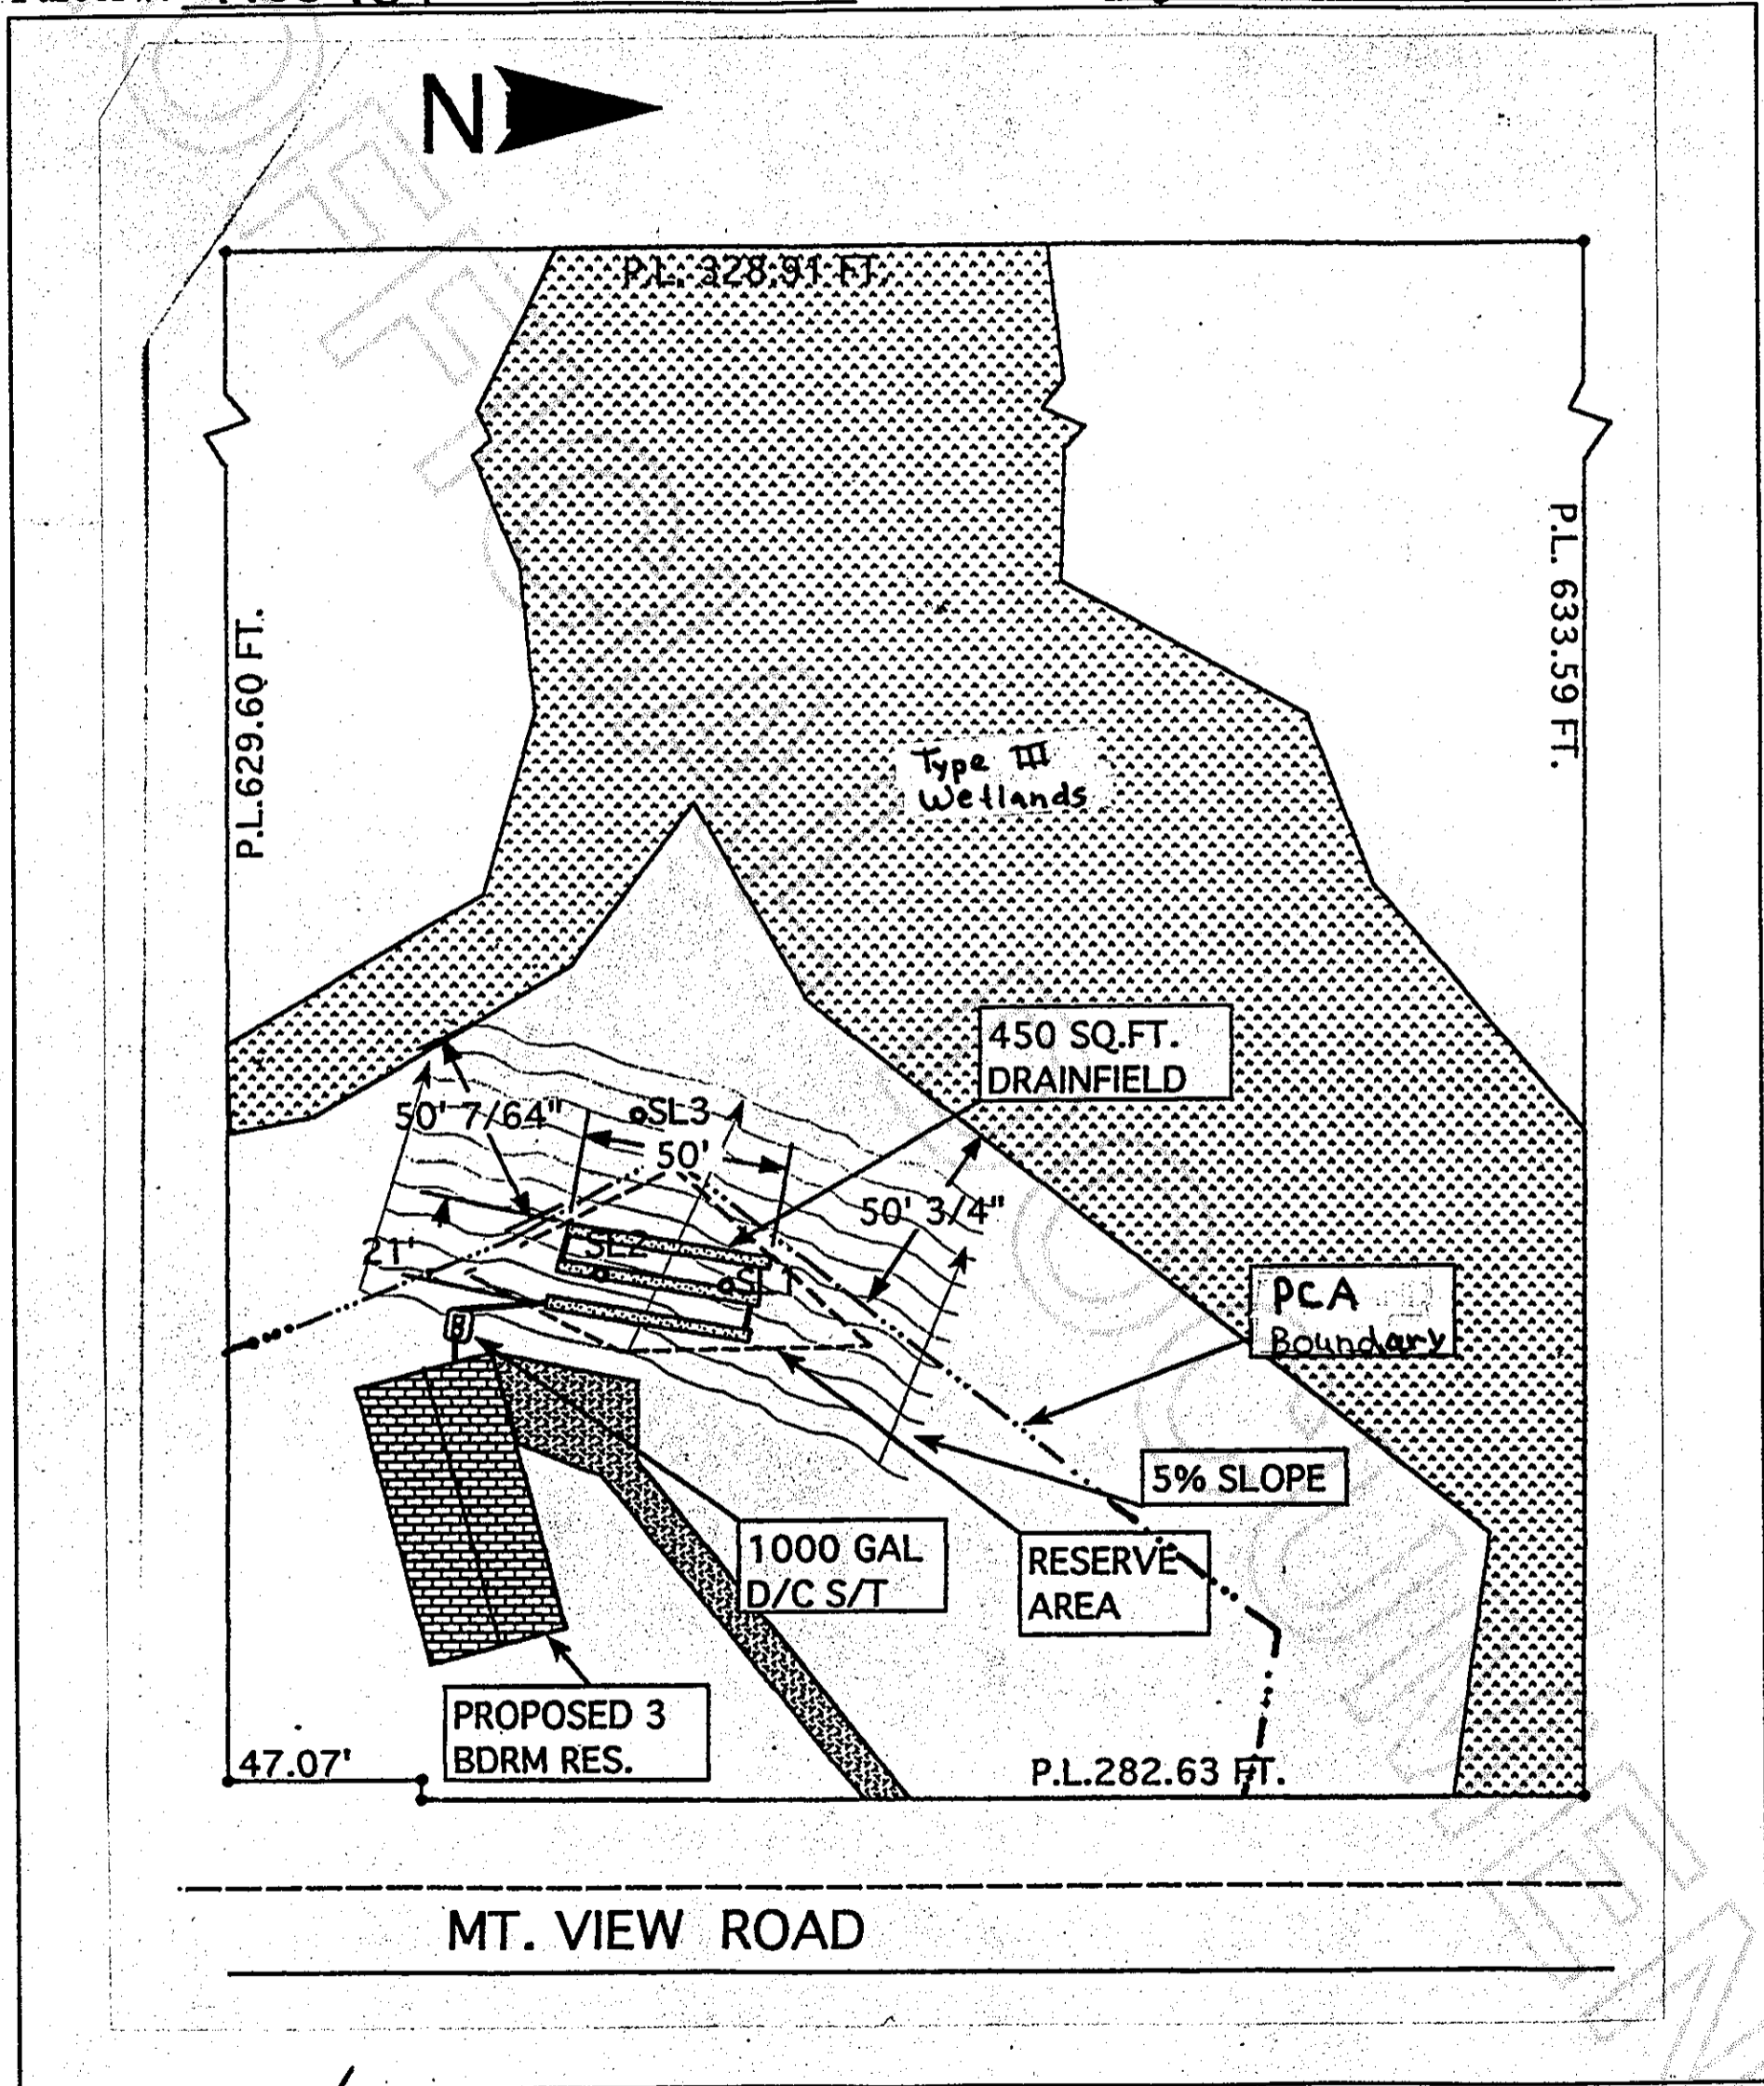 N
P.L. 328.91 FT.
P.L. 629.60 FT.
P.L. 633.59 FT.
Type III
Wetlands
450 SQ.FT.
DRAINFIELD
50' 7/64"
SL3
50'
50' 3/4"
21'
SL2
PCA
Boundary
5% SLOPE
1000 GAL
D/C S/T
RESERVE
AREA
PROPOSED 3
BDRM RES.
47.07'
P.L.282.63 FT.
MT. VIEW ROAD